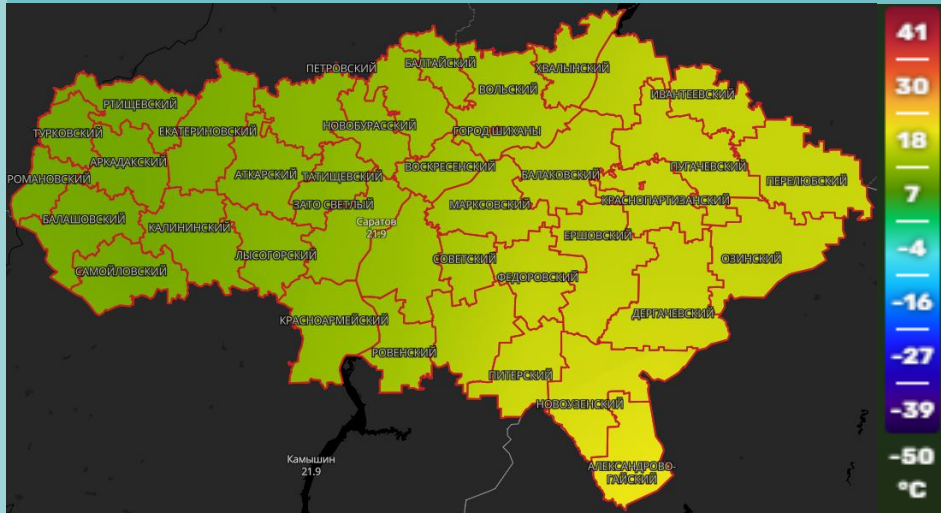 ПЕТРОВСКИЙ
БАЛТАЙСКИЙ
ХВАЛЫНСКИЙ
ВОЛЬСКИЙ
ИВАНТЕЕВСКИЙ
РТИЩЕВСКИЙ
ТУРКОВСКИЙ
ЕКАТЕРИНОВСКИЙ
НОВОБУРАССКИЙ
ГОРОД ШИХАНЫ
АРКАДАКСКИЙ
ВОСКРЕСЕНСКИЙ
ПУГАЧЕВСКИЙ
РОМАНОВСКИЙ
АТКАРСКИЙ
ТАТИЩЕВСКИЙ
БАЛАКОВСКИЙ
ПЕРЕЛЮБСКИЙ
ЗАТО СВЕТЛЫЙ
МАРКСОВСКИЙ
КРАСНОПАРТИЗАНСКИЙ
БАЛАШОВСКИЙ
КАЛИНИНСКИЙ
Саратов
21.9
ЕРШОВСКИЙ
ЛЫСОГОРСКИЙ
СОВЕТСКИЙ
ОЗИНСКИЙ
САМОЙЛОВСКИЙ
ФЕДОРОВСКИЙ
КРАСНОАРМЕЙСКИЙ
ДЕРГАЧЕВСКИЙ
РОВЕНСКИЙ
ПИТЕРСКИЙ
НОВОУЗЕНСКИЙ
Камышин
21.9
АЛЕКСАНДРОВО-
ГАЙСКИЙ
41
30
18
7
-4
-16
-27
-39
-50
°C